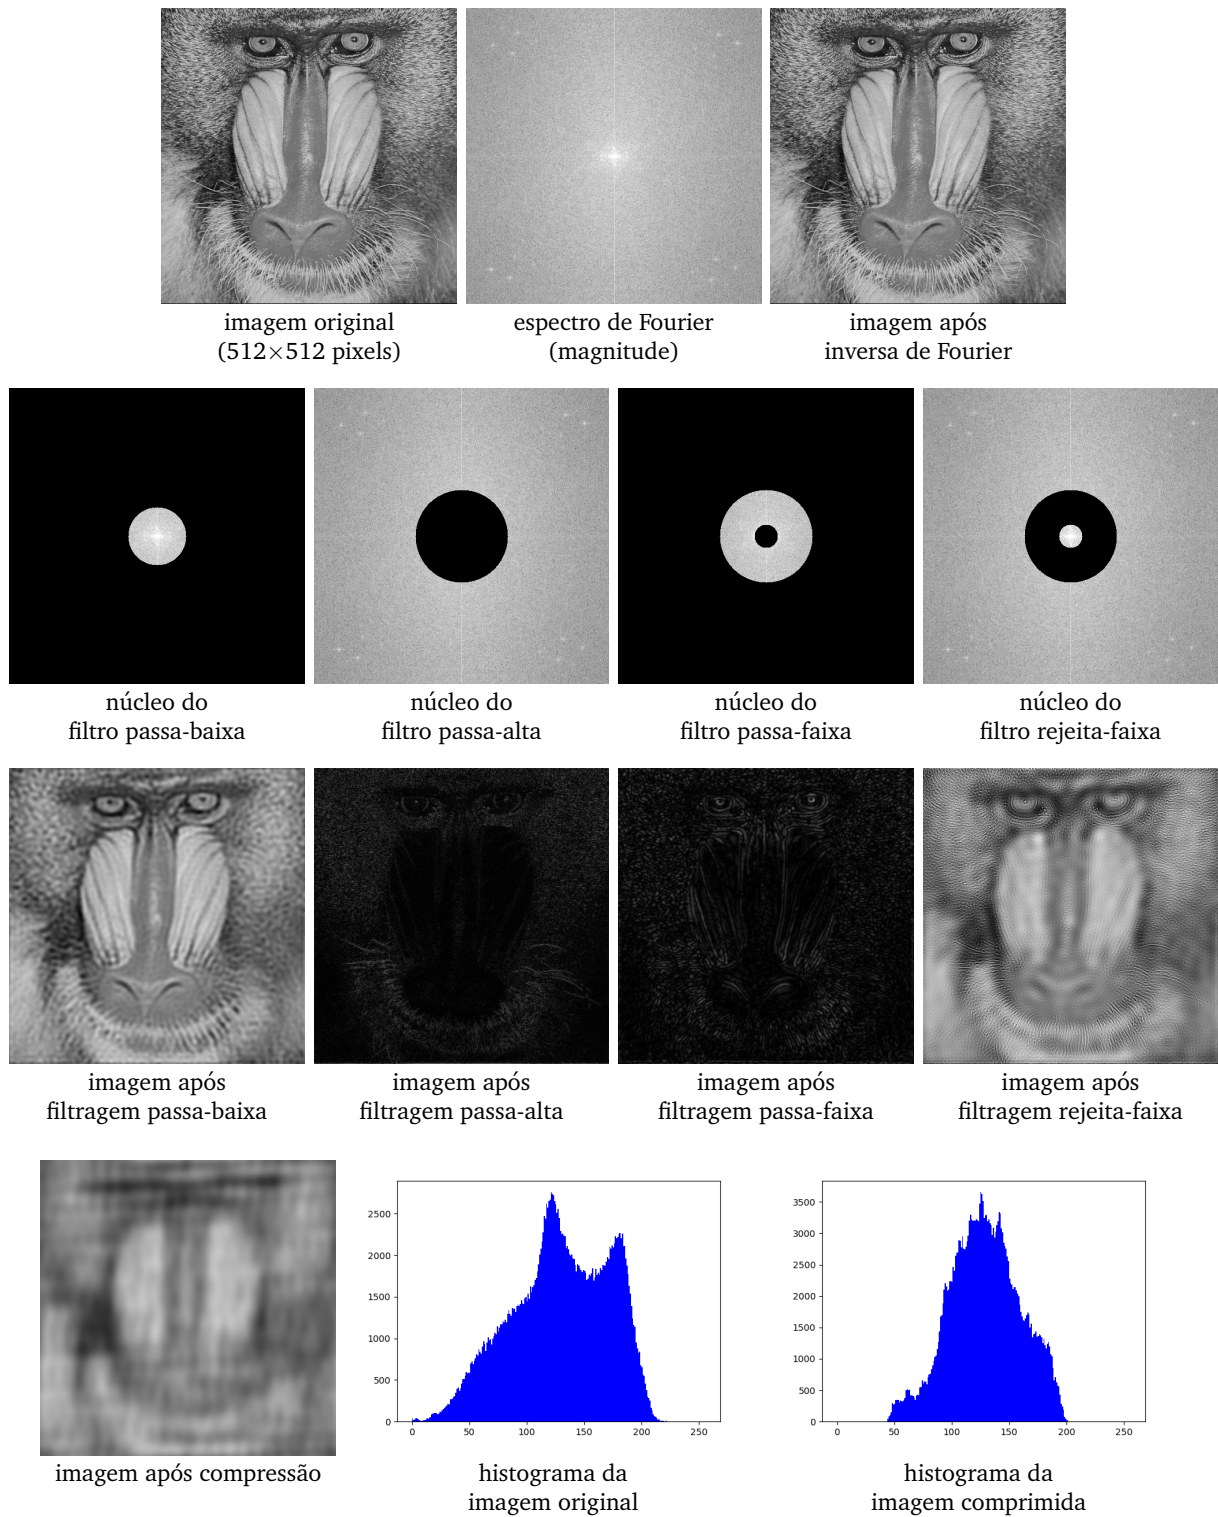 imagem original
(512×512 pixels)
espectro de Fourier
(magnitude)
imagem após
inversa de Fourier
núcleo do
filtro passa-baixa
núcleo do
filtro passa-alta
núcleo do
filtro passa-faixa
núcleo do
filtro rejeita-faixa
imagem após
filtragem passa-baixa
imagem após
filtragem passa-alta
imagem após
filtragem passa-faixa
imagem após
filtragem rejeita-faixa
imagem após compressão
2500
2000
1500
1000
500
0
0 50 100 150 200 250
histograma da
imagem original
3500
3000
2500
2000
1500
1000
500
0
0 50 100 150 200 250
histograma da
imagem comprimida